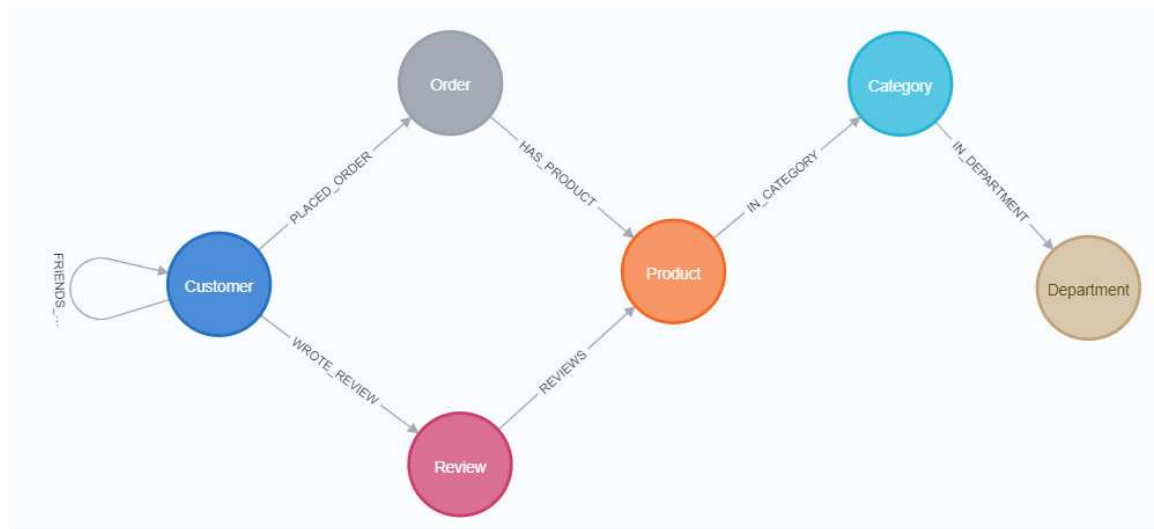 Order
Category
PLACED_ORDER
HAS_PRODUCT
IN_CATEGORY
IN_DEPARTMENT
FRIENDS_...
Customer
Product
Department
WROTE_REVIEW
REVIEWS
Review